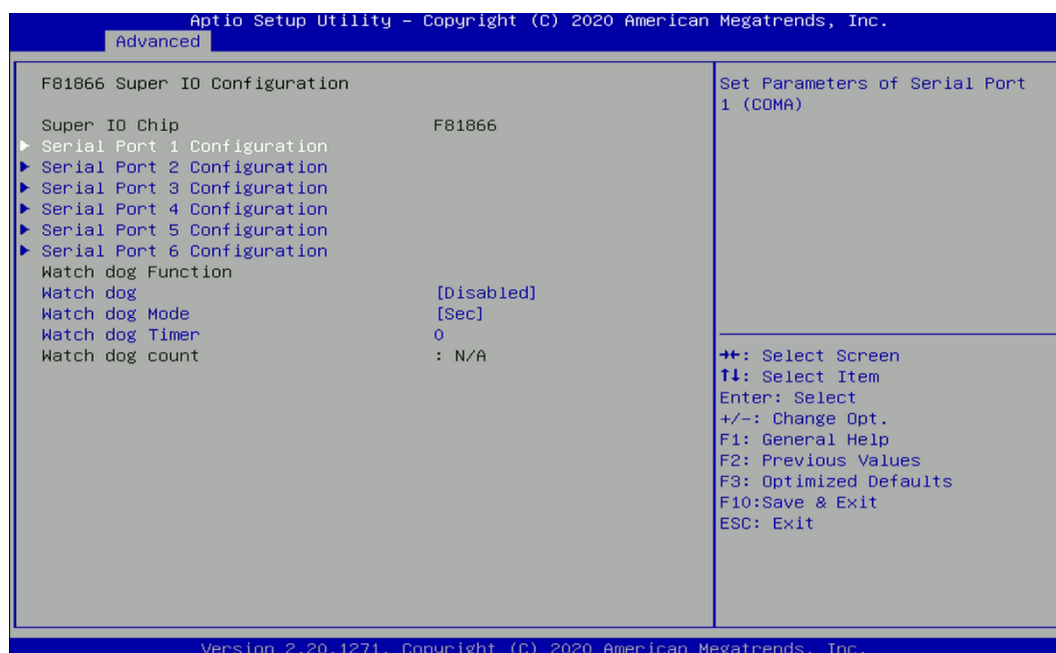 Aptio Setup Utility – Copyright (C) 2020 American Megatrends, Inc.
Advanced
F81866 Super IO Configuration
Super IO Chip F81866
Serial Port 1 Configuration
Serial Port 2 Configuration
Serial Port 3 Configuration
Serial Port 4 Configuration
Serial Port 5 Configuration
Serial Port 6 Configuration
Watch dog Function
Watch dog [Disabled]
Watch dog Mode [Sec]
Watch dog Timer 0
Watch dog count : N/A
Set Parameters of Serial Port
1 (COMA)
→←: Select Screen
↑↓: Select Item
Enter: Select
+/-: Change Opt.
F1: General Help
F2: Previous Values
F3: Optimized Defaults
F10:Save & Exit
ESC: Exit
Version 2.20.1271. Copyright (C) 2020 American Megatrends, Inc.